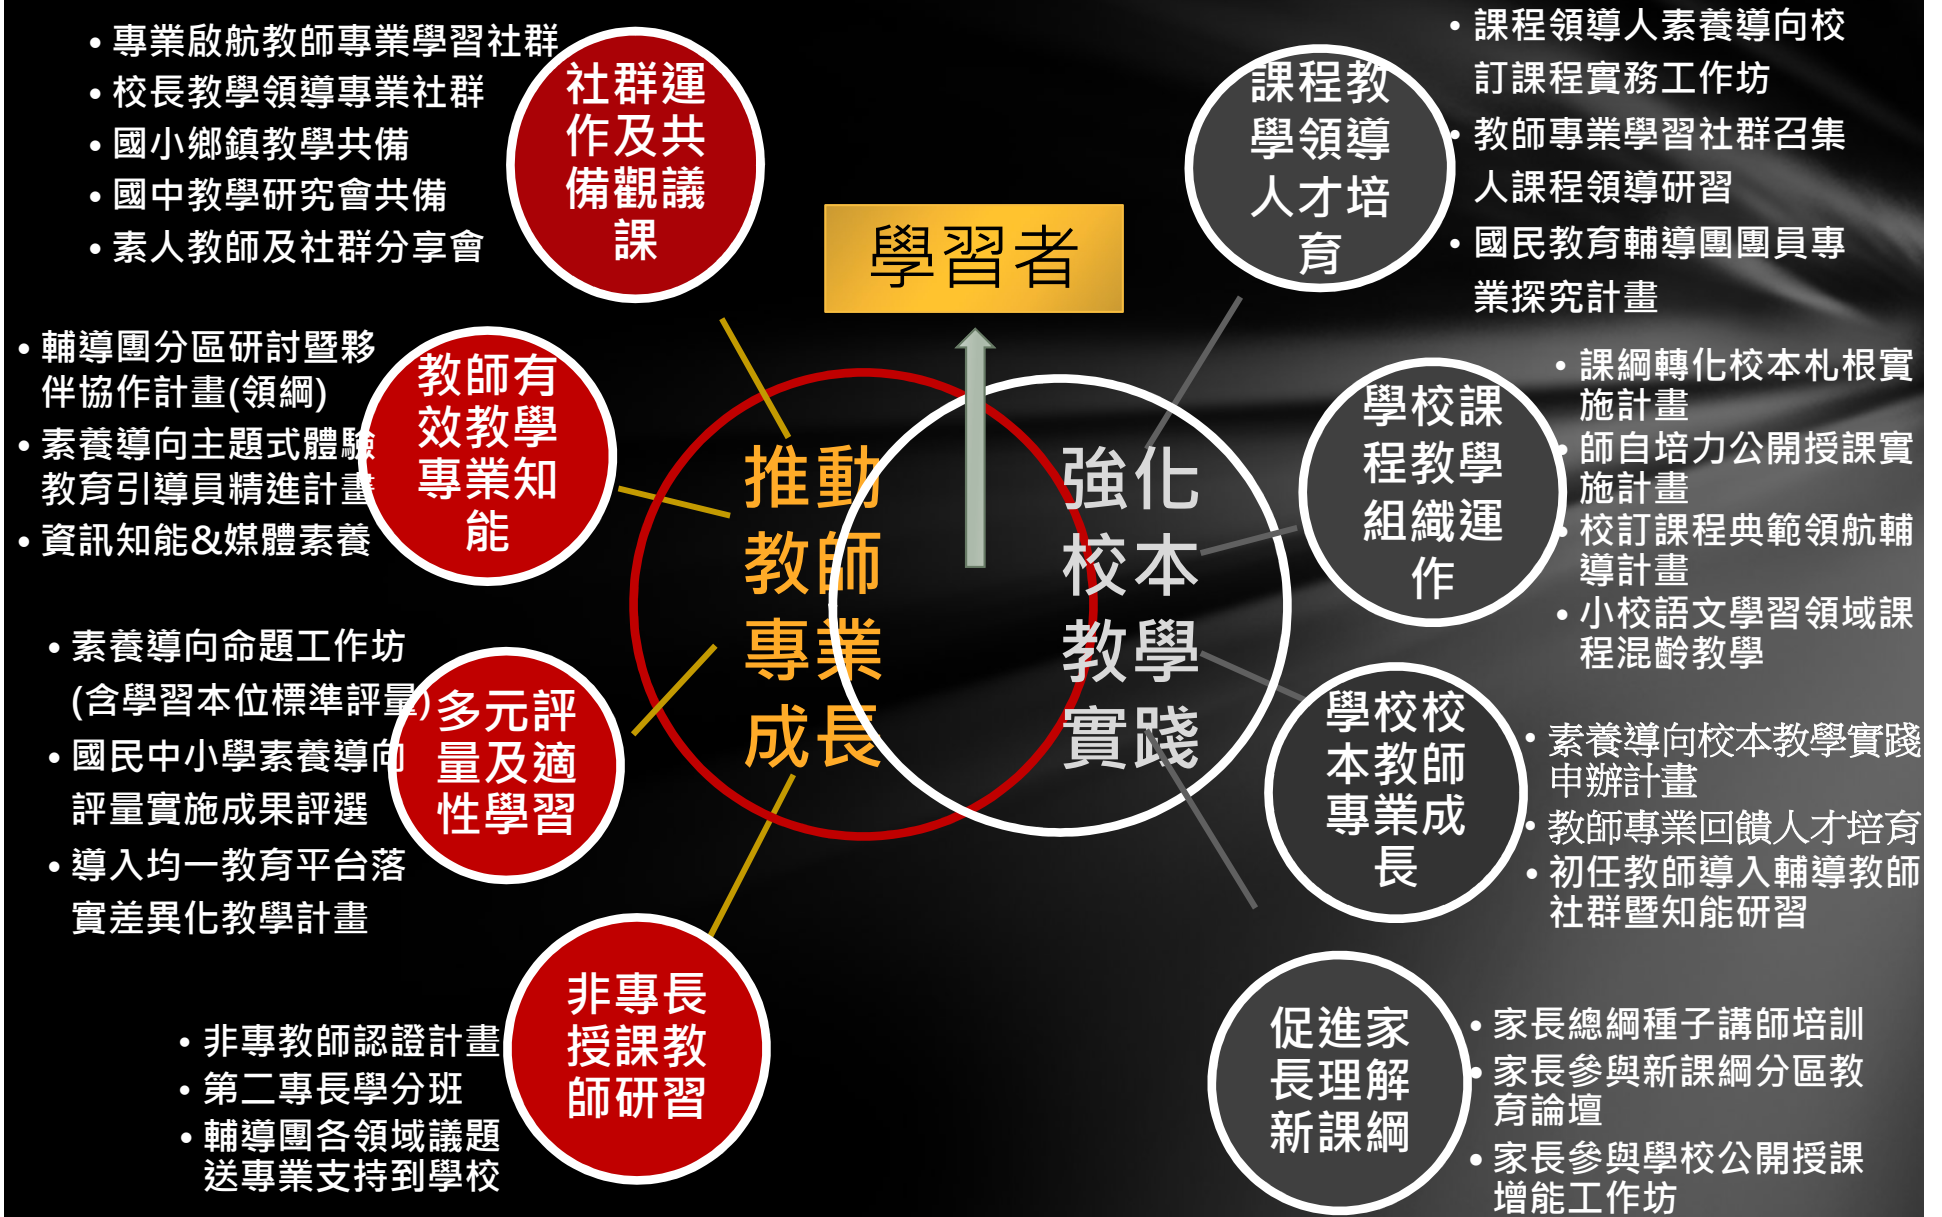 • 專業啟航教師專業學習社群
• 校長教學領導專業社群
• 國小鄉鎮教學共備
• 國中教學研究會共備
• 素人教師及社群分享會
社群運
作及共
備觀議
課
• 輔導團分區研討暨夥
伴協作計畫(領綱)
• 素養導向主題式體驗
教育引導員精進計畫
• 資訊知能&媒體素養
教師有
效教學
專業知
能
• 素養導向命題工作坊
(含學習本位標準評量)
• 國民中小學素養導向
評量實施成果評選
• 導入均一教育平台落
實差異化教學計畫
多元評
量及適
性學習
• 非專教師認證計畫
• 第二專長學分班
• 輔導團各領域議題
送專業支持到學校
非專長
授課教
師研習
學習者
推動
教師
專業
成長
強化
校本
教學
實踐
課程教
學領導
人才培
育
• 課程領導人素養導向校
訂課程實務工作坊
• 教師專業學習社群召集
人課程領導研習
• 國民教育輔導團團員專
業探究計畫
學校課
程教學
組織運
作
• 課綱轉化校本札根實
施計畫
• 師自培力公開授課實
施計畫
• 校訂課程典範領航輔
導計畫
• 小校語文學習領域課
程混齡教學
學校校
本教師
專業成
長
• 素養導向校本教學實踐
申辦計畫
• 教師專業回饋人才培育
• 初任教師導入輔導教師
社群暨知能研習
促進家
長理解
新課綱
• 家長總綱種子講師培訓
• 家長參與新課綱分區教
育論壇
• 家長參與學校公開授課
增能工作坊